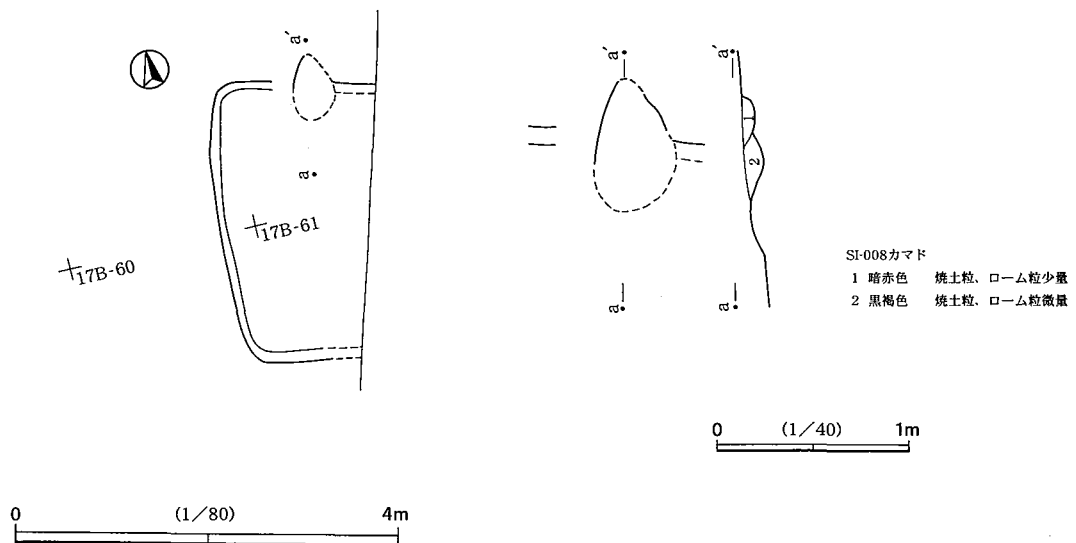 a'
a
17B-61
17B-60
0 (1/80) 4m
a'
a
a'
1
2
a
SI-008カマド
1 暗赤色 焼土粒、ローム粒少量
2 黒褐色 焼土粒、ローム粒微量
0 (1/40) 1m